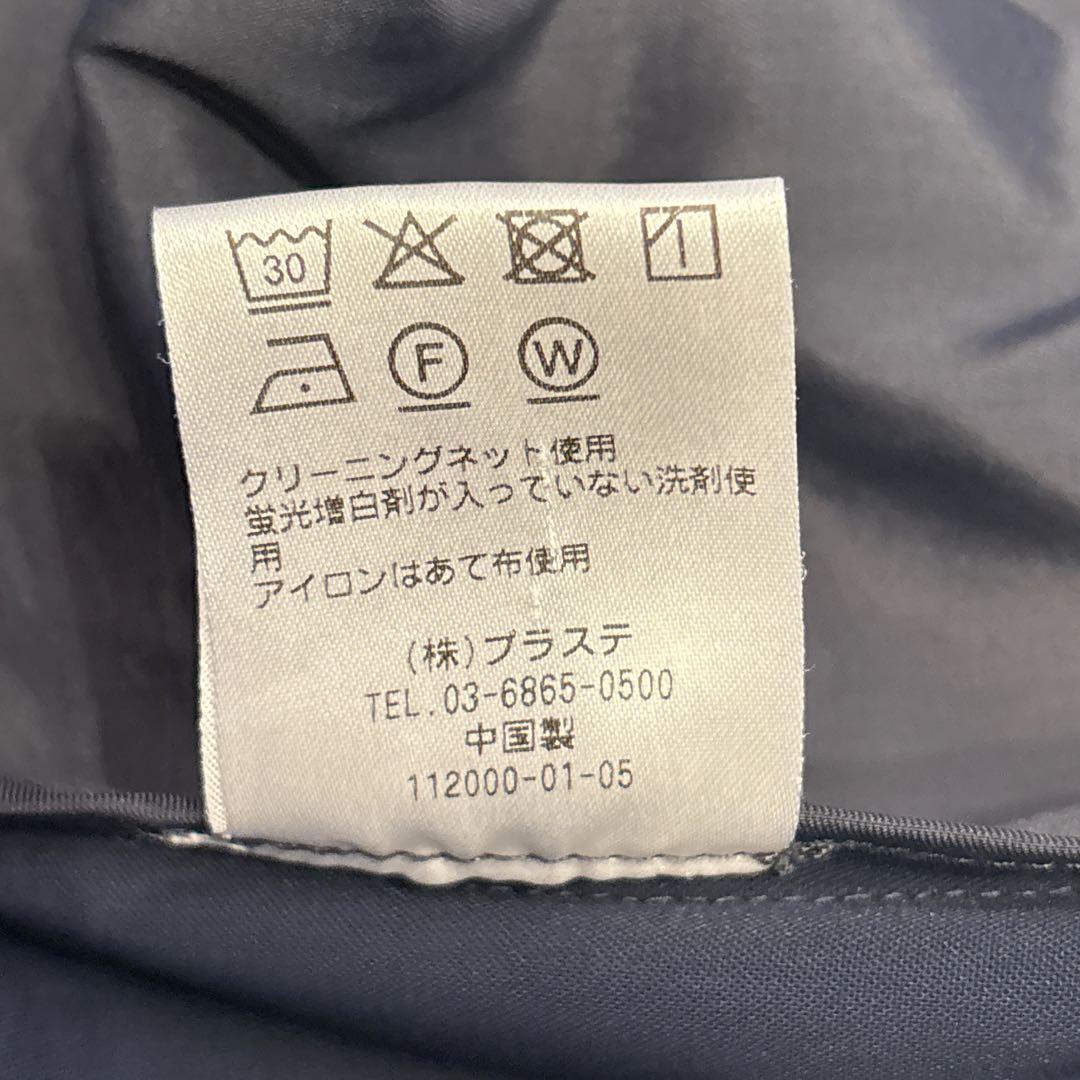 30
F W
クリーニングネット使用
蛍光増白剤が入っていない洗剤使
用
アイロンはあて布使用
(株)プラステ
TEL.03-6865-0500
中国製
112000-01-05